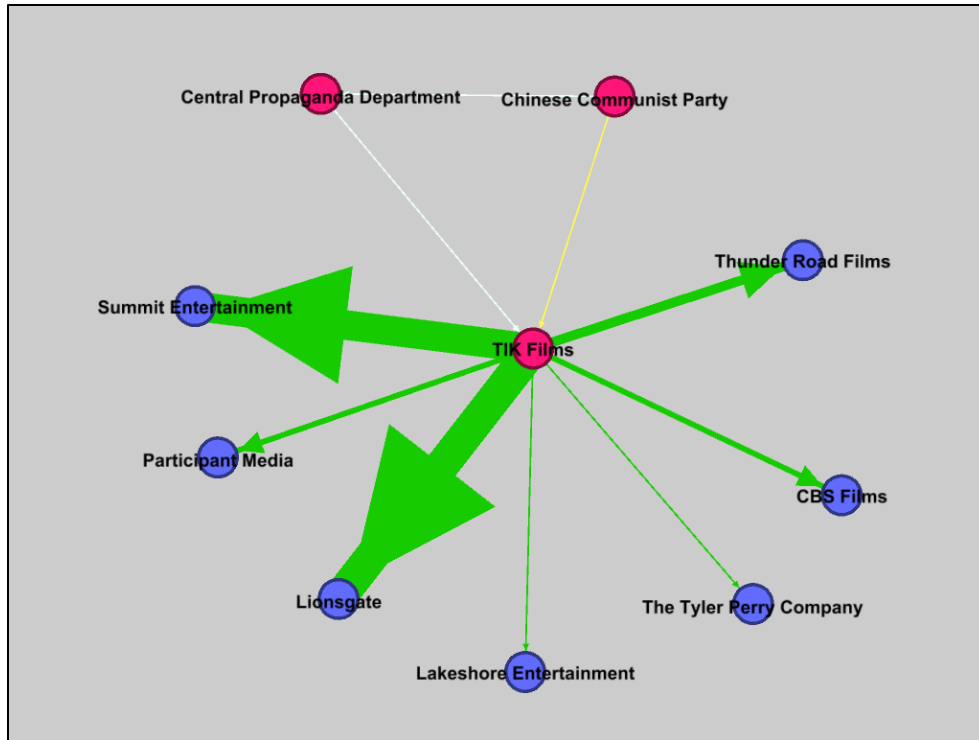 Central Propaganda Department
Chinese Communist Party
Thunder Road Films
Summit Entertainment
TIK Films
Participant Media
CBS Films
Lionsgate
The Tyler Perry Company
Lakeshore Entertainment